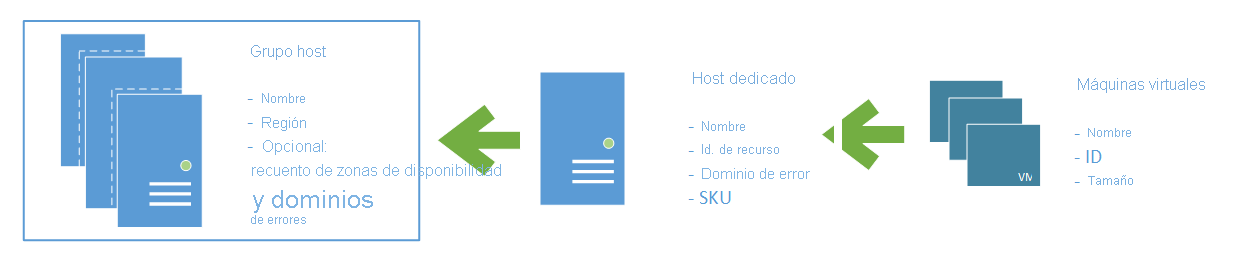 Grupo host
- Nombre
- Región
- Opcional:
recuento de zonas de disponibilidad
y dominios
de errores
Host dedicado
- Nombre
- Id. de recurso
- Dominio de error
- SKU
Máquinas virtuales
- Nombre
- ID
- Tamaño
VM